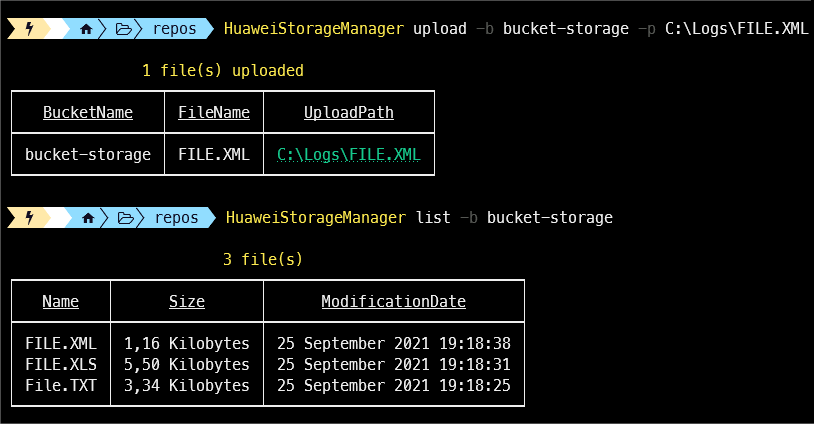 repos HuaweiStorageManager upload -b bucket-storage -p C:\Logs\FILE.XML
1 file(s) uploaded
BucketName FileName UploadPath
bucket-storage FILE.XML C:\Logs\FILE.XML
repos HuaweiStorageManager list -b bucket-storage
3 file(s)
Name Size ModificationDate
FILE.XML 1,16 Kilobytes 25 September 2021 19:18:38
FILE.XLS 5,50 Kilobytes 25 September 2021 19:18:31
File.TXT 3,34 Kilobytes 25 September 2021 19:18:25